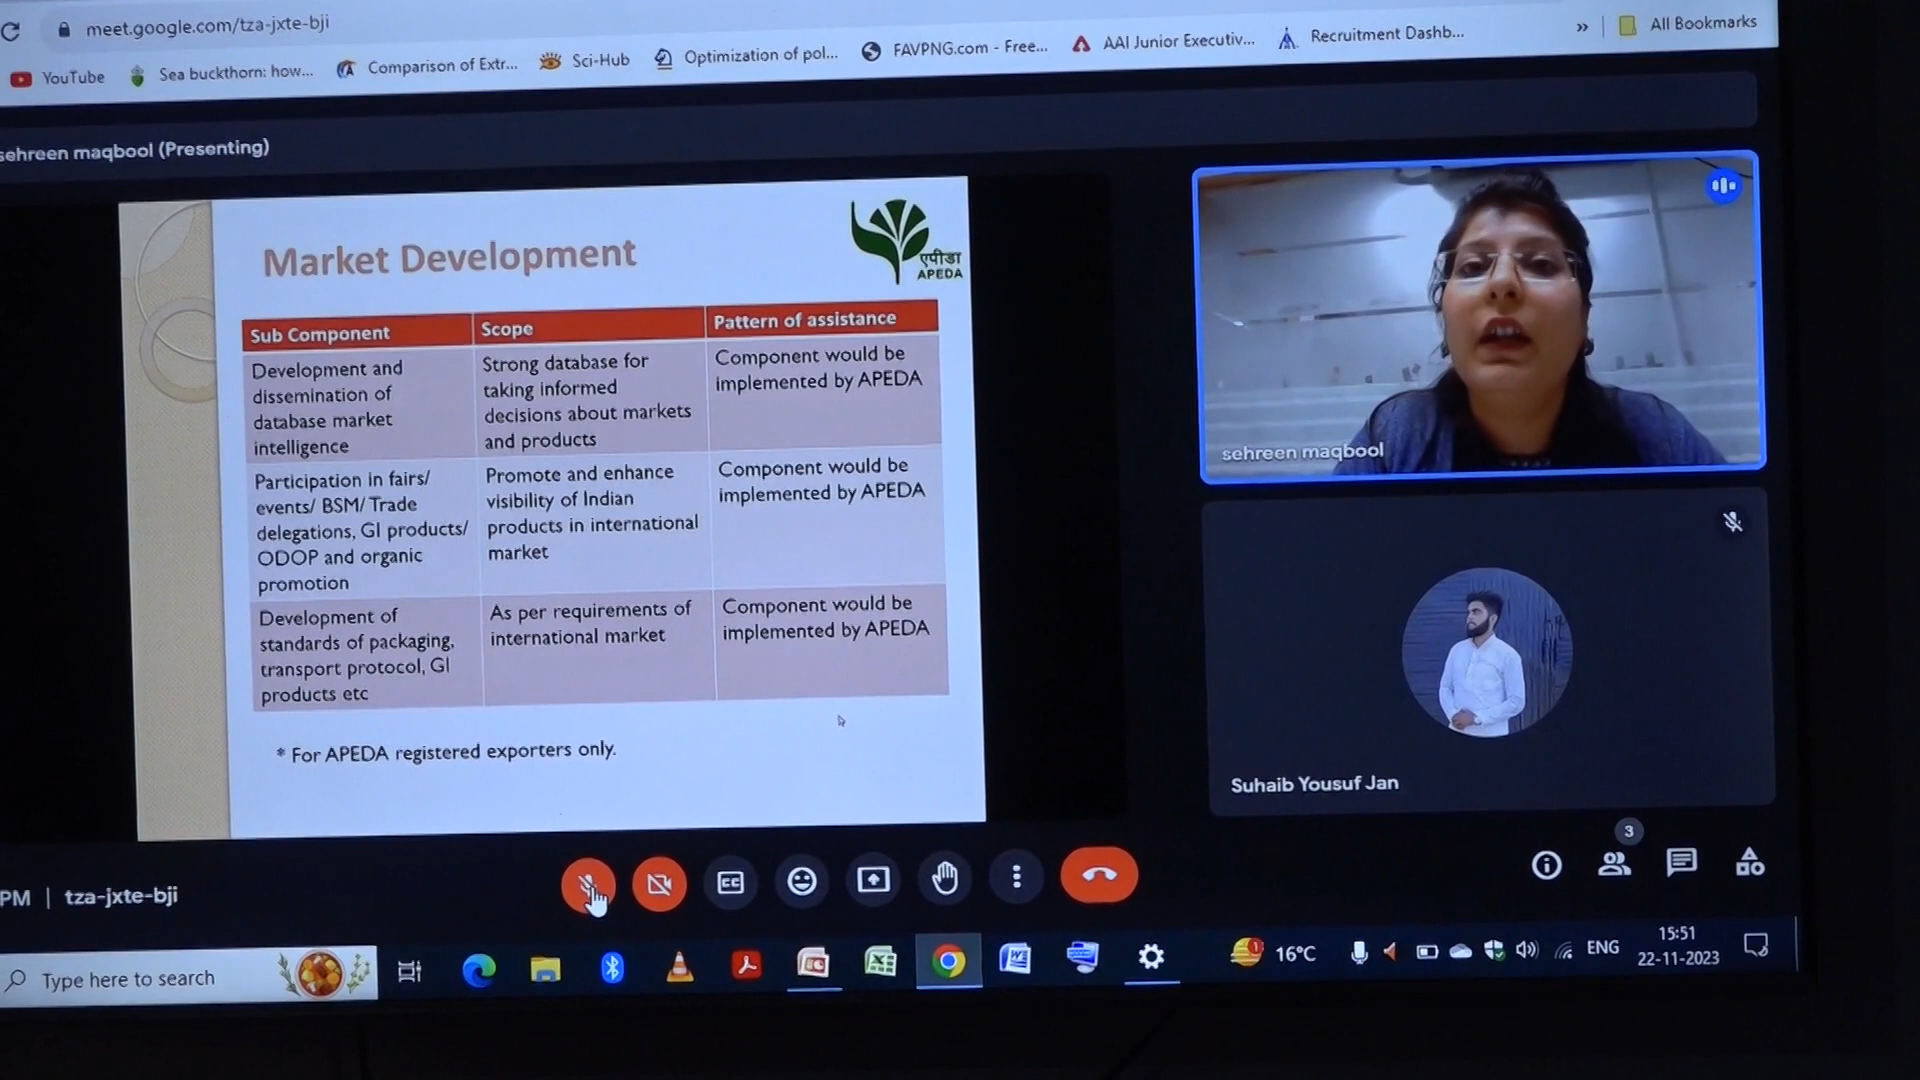 meet.google.com/tza-jxte-bji
YouTube
Sea buckthorn: how...
Comparison of Extr...
Sci-Hub
Optimization of pol...
FAVPNG.com - Free...
AAI Junior Executiv...
Recruitment Dashb...
»
All Bookmarks
sehreen maqbool (Presenting)
Market Development
एपीडा
APEDA
Sub Component
Scope
Pattern of assistance
Development and
dissemination of
database market
intelligence
Strong database for
taking informed
decisions about markets
and products
Component would be
implemented by APEDA
Participation in fairs/
events/ BSM/ Trade
delegations, GI products/
ODOP and organic
promotion
Promote and enhance
visibility of Indian
products in international
market
Component would be
implemented by APEDA
Development of
standards of packaging,
transport protocol, GI
products etc
As per requirements of
international market
Component would be
implemented by APEDA
* For APEDA registered exporters only.
sehreen maqbool
Suhaib Yousuf Jan
PM | tza-jxte-bji
CC
3
Type here to search
1
16°C
ENG
15:51
22-11-2023